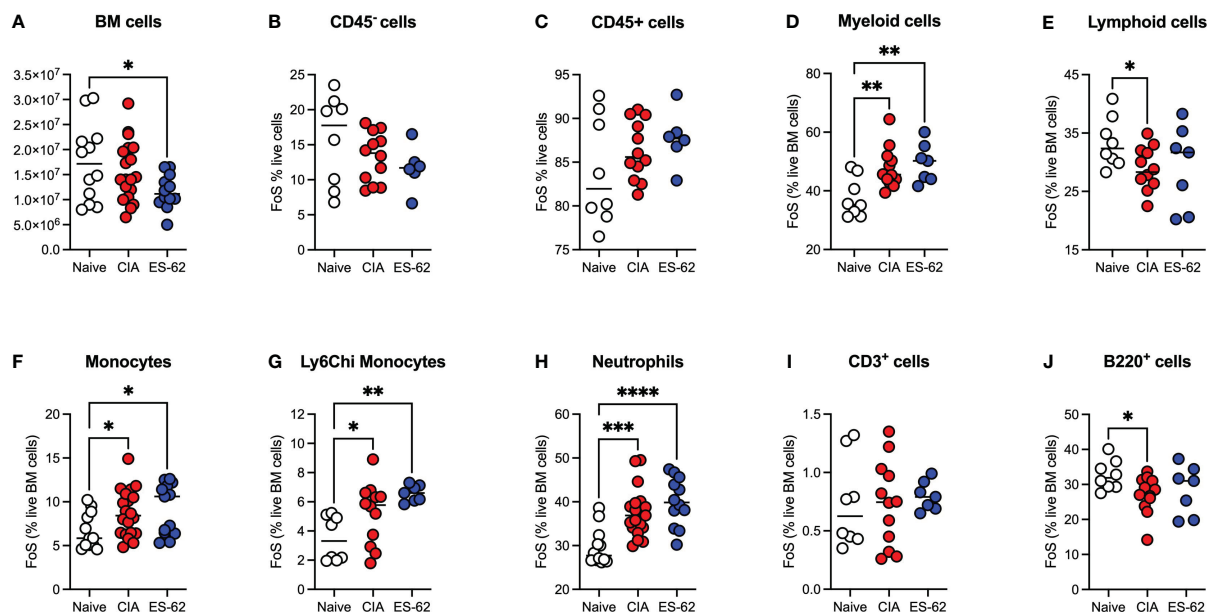 A BM cells
*
3.5×10⁷
3.0×10⁷
2.5×10⁷
2.0×10⁷
1.5×10⁷
1.0×10⁷
5.0×10⁶
0.0
Naive CIA ES-62
B CD45⁻ cells
FoS % live cells
25
20
15
10
5
0
Naive CIA ES-62
C CD45+ cells
FoS % live cells
95
90
85
80
75
Naive CIA ES-62
D Myeloid cells
**
**
FoS (% live BM cells)
80
60
40
20
Naive CIA ES-62
E Lymphoid cells
*
FoS (% live BM cells)
45
35
25
15
Naive CIA ES-62
F Monocytes
*
*
FoS (% live BM cells)
20
15
10
5
0
Naive CIA ES-62
G Ly6Chi Monocytes
**
*
FoS (% live BM cells)
10
8
6
4
2
0
Naive CIA ES-62
H Neutrophils
****
***
FoS (% live BM cells)
60
50
40
30
20
Naive CIA ES-62
I CD3⁺ cells
FoS (% live BM cells)
1.5
1.0
0.5
0.0
Naive CIA ES-62
J B220⁺ cells
*
FoS (% live BM cells)
50
40
30
20
10
0
Naive CIA ES-62